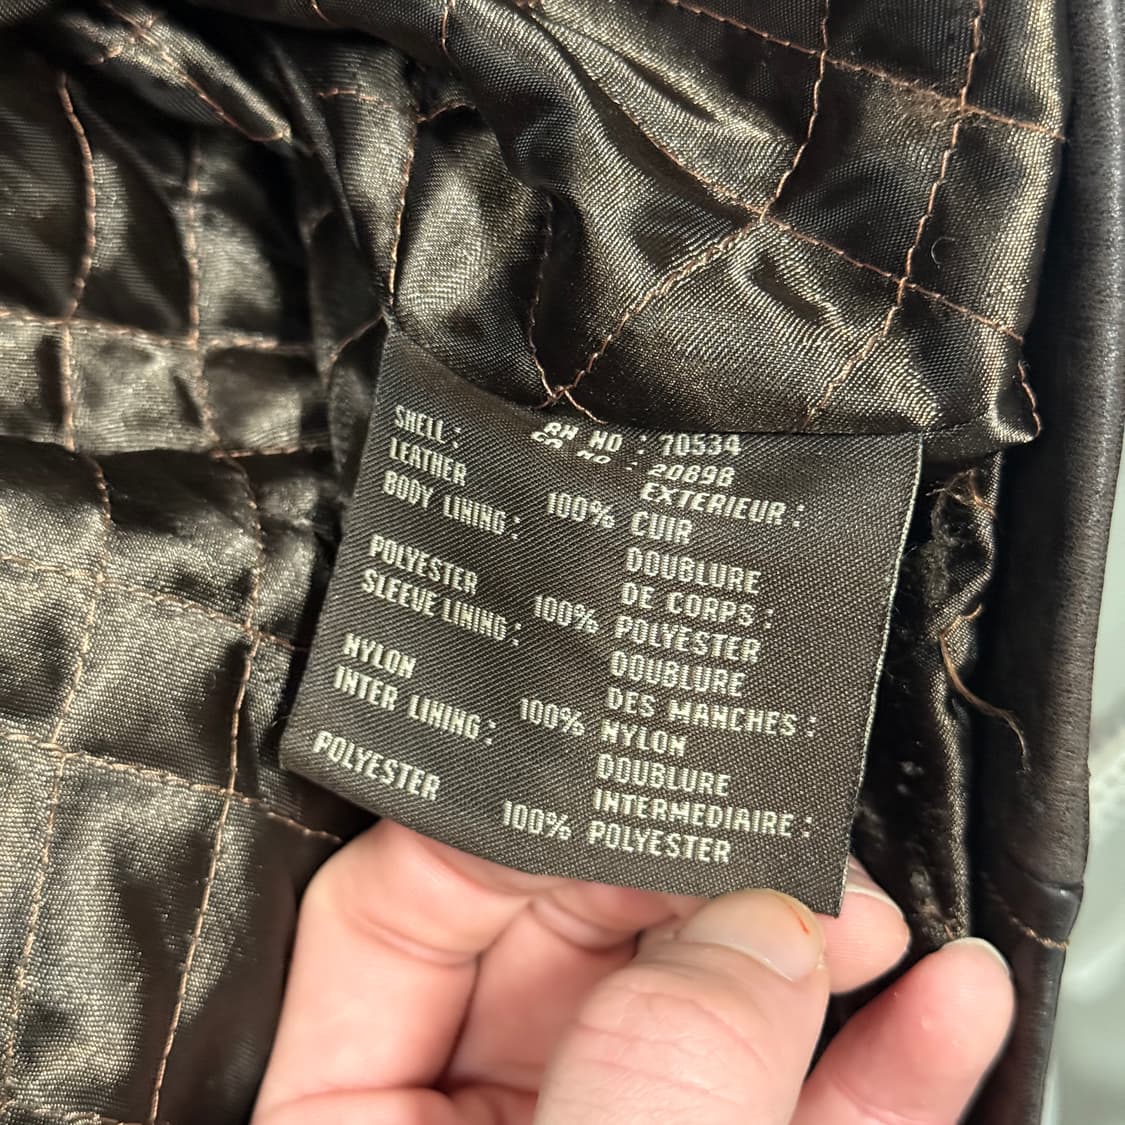 RN NO : 70534
CA NO : 20898
SHELL : EXTERIEUR :
LEATHER 100% CUIR
BODY LINING : DOUBLURE
DE CORPS :
POLYESTER 100% POLYESTER
SLEEVE LINING : DOUBLURE
DES MANCHES :
NYLON 100% NYLON
INTER LINING : DOUBLURE
INTERMEDIAIRE :
POLYESTER 100% POLYESTER